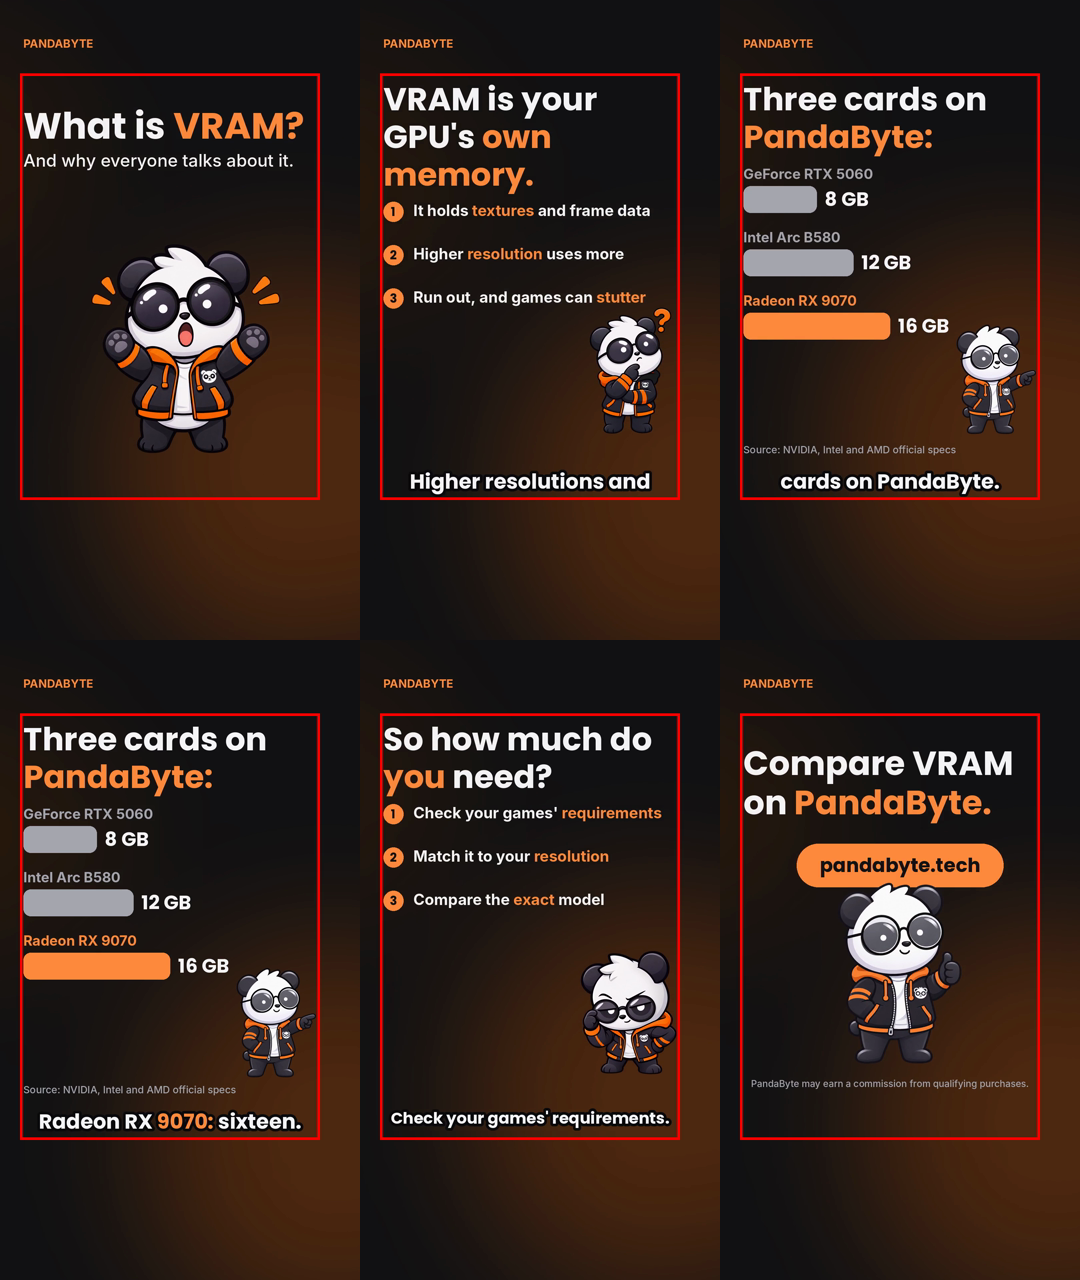 PANDABYTE
What is VRAM?
And why everyone talks about it.
PANDABYTE
VRAM is your
GPU's own
memory.
1 It holds textures and frame data
2 Higher resolution uses more
3 Run out, and games can stutter
?
Higher resolutions and
PANDABYTE
Three cards on
PandaByte:
GeForce RTX 5060
8 GB
Intel Arc B580
12 GB
Radeon RX 9070
16 GB
Source: NVIDIA, Intel and AMD official specs
cards on PandaByte.
PANDABYTE
Three cards on
PandaByte:
GeForce RTX 5060
8 GB
Intel Arc B580
12 GB
Radeon RX 9070
16 GB
Source: NVIDIA, Intel and AMD official specs
Radeon RX 9070: sixteen.
PANDABYTE
So how much do
you need?
1 Check your games' requirements
2 Match it to your resolution
3 Compare the exact model
Check your games' requirements.
PANDABYTE
Compare VRAM
on PandaByte.
pandabyte.tech
PandaByte may earn a commission from qualifying purchases.